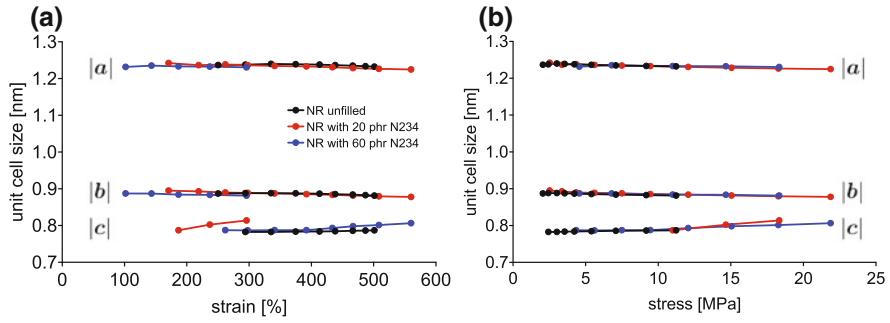 (a)
(b)
unit cell size [nm]
1.3
1.2
1.1
1.0
0.9
0.8
0.7
|a|
|b|
|c|
NR unfilled
NR with 20 phr N234
NR with 60 phr N234
0
100
200
300
400
500
600
strain [%]
unit cell size [nm]
1.3
1.2
1.1
1.0
0.9
0.8
0.7
|a|
|b|
|c|
0
5
10
15
20
25
stress [MPa]